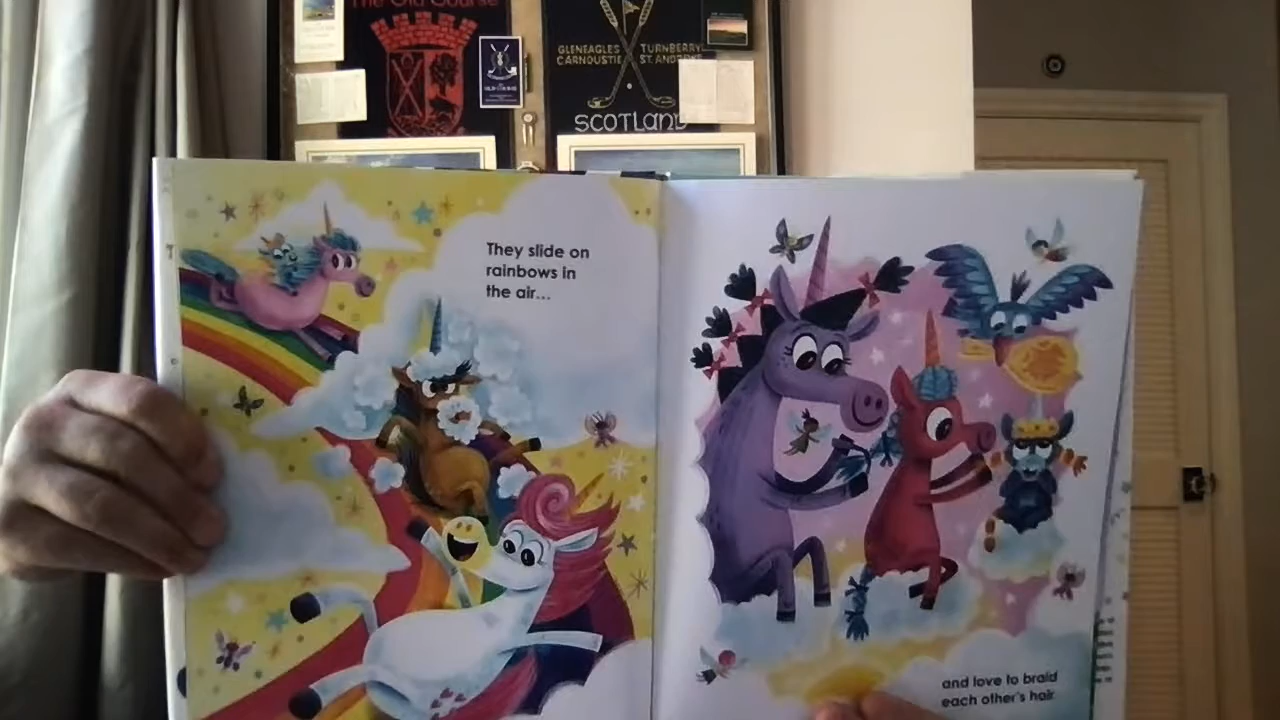 The Old Course
GLENEAGLES TURNBERRY
CARNOUSTIE ST. ANDREWS
SCOTLAND
They slide on
rainbows in
the air...
and love to braid
each other's hair